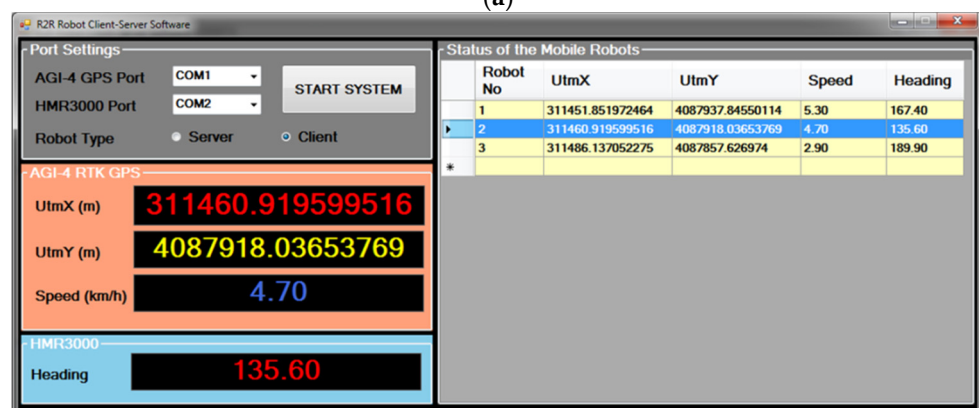 (a)
R2R Robot Client-Server Software
Port Settings
AGI-4 GPS Port COM1
HMR3000 Port COM2
START SYSTEM
Robot Type Server Client
AGI-4 RTK GPS
UtmX (m) 311460.919599516
UtmY (m) 4087918.03653769
Speed (km/h) 4.70
HMR3000
Heading 135.60
Status of the Mobile Robots
Robot No UtmX UtmY Speed Heading
1 311451.851972464 4087937.84550114 5.30 167.40
2 311460.919599516 4087918.03653769 4.70 135.60
3 311486.137052275 4087857.626974 2.90 189.90